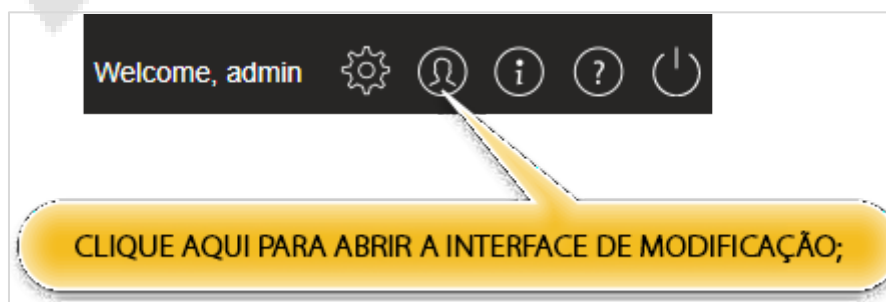 Welcome, admin
CLIQUE AQUI PARA ABRIR A INTERFACE DE MODIFICAÇÃO;